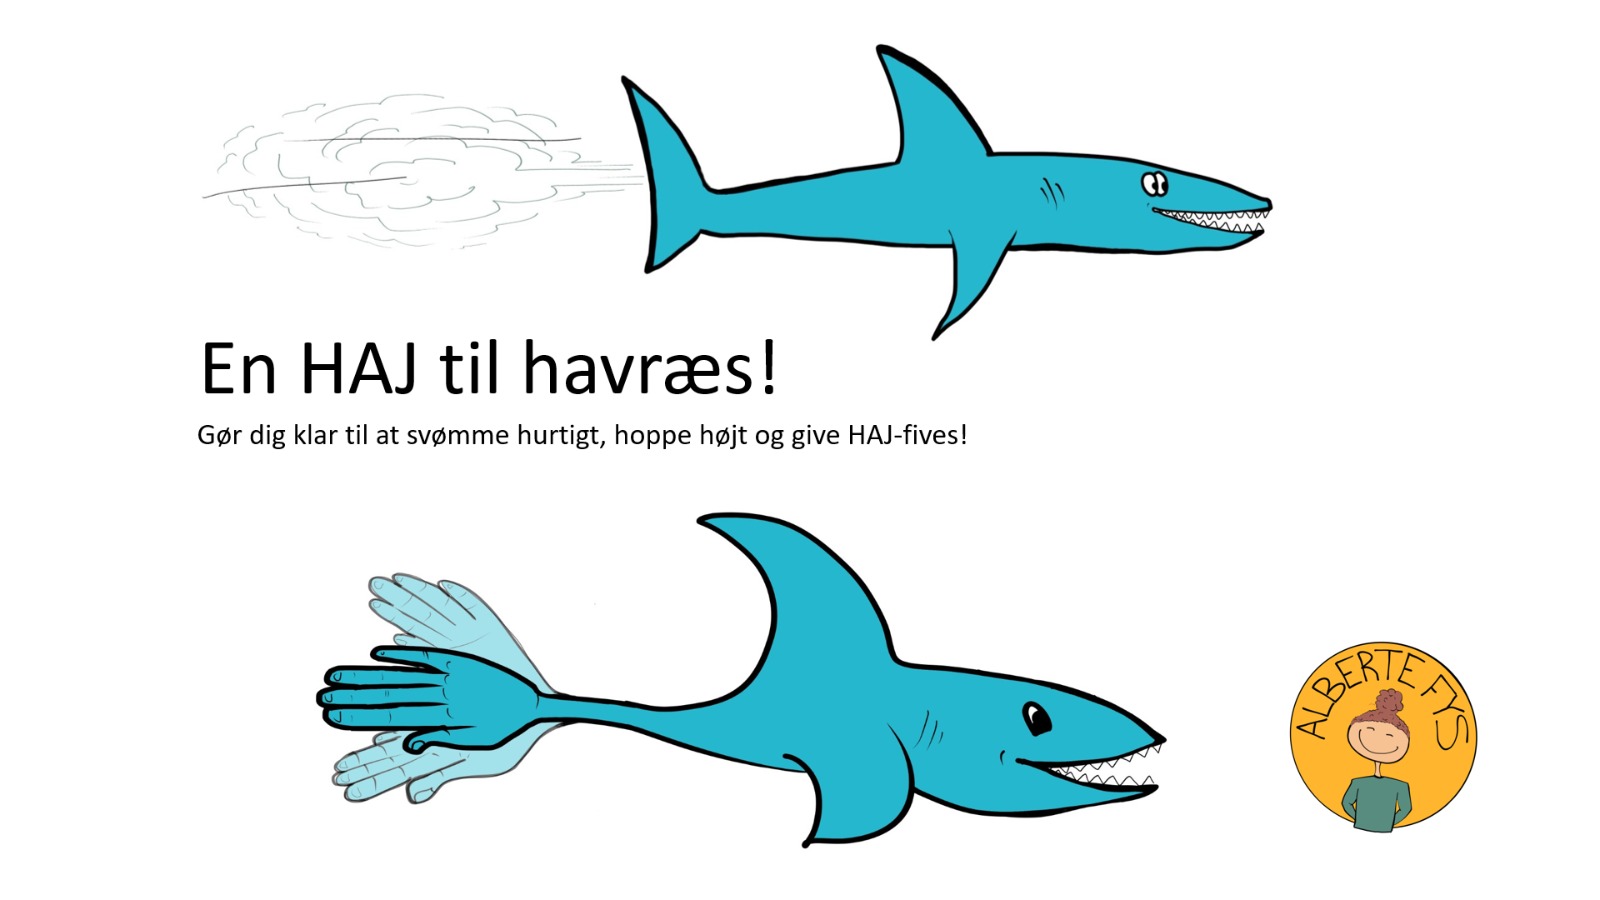 En HAJ til havræs!
Gør dig klar til at svømme hurtigt, hoppe højt og give HAJ-fives!
ALBERTE FYS